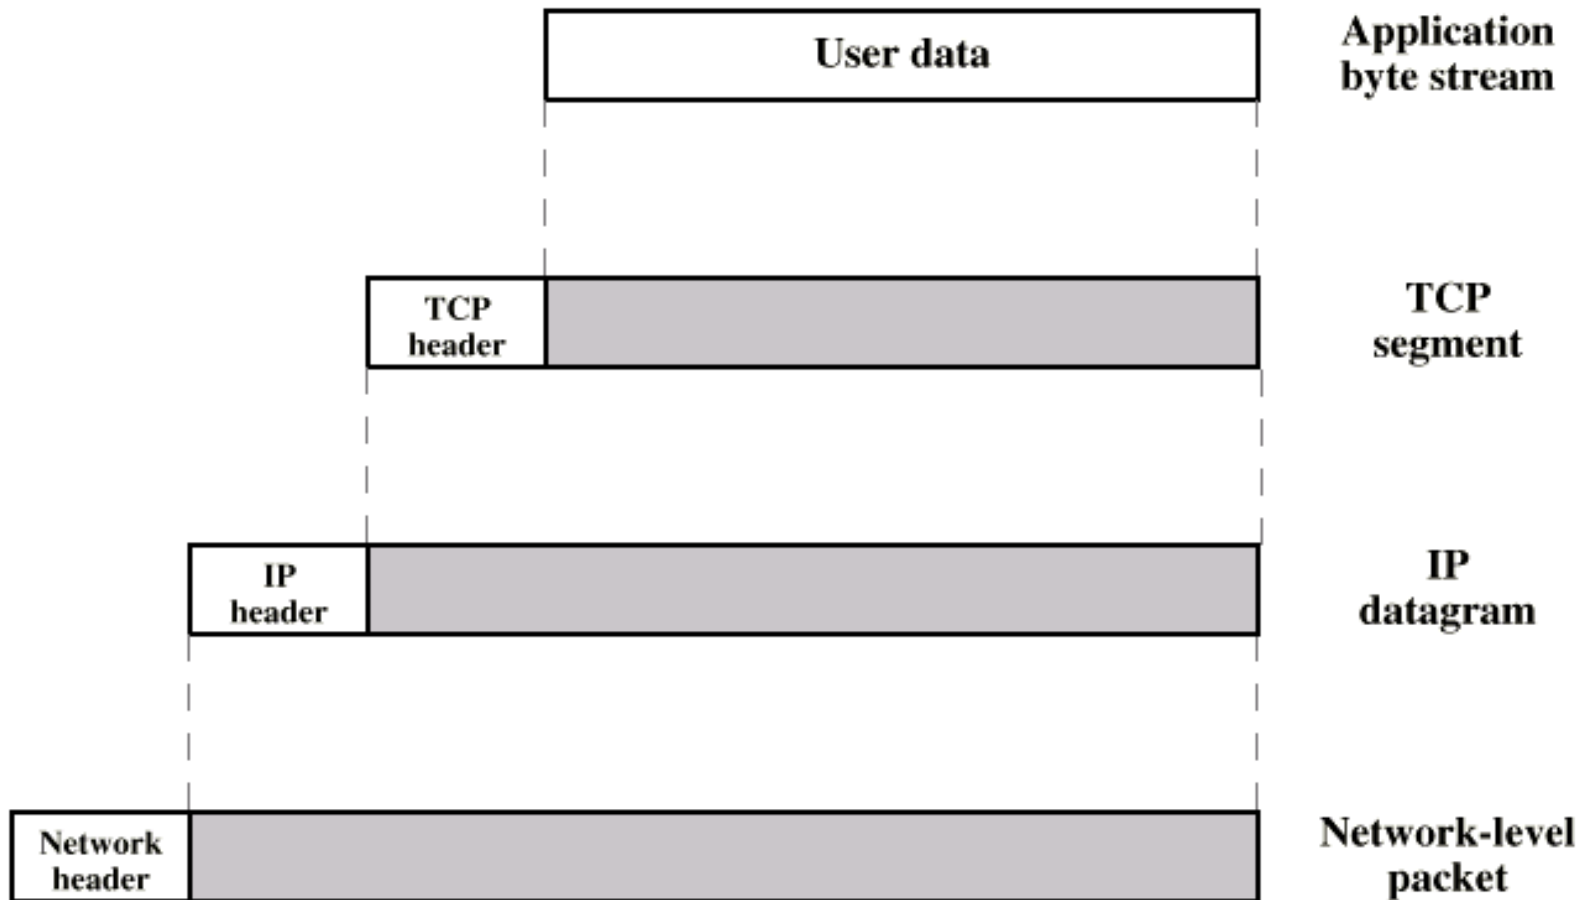 User data
Application
byte stream
TCP
header
TCP
segment
IP
header
IP
datagram
Network
header
Network-level
packet